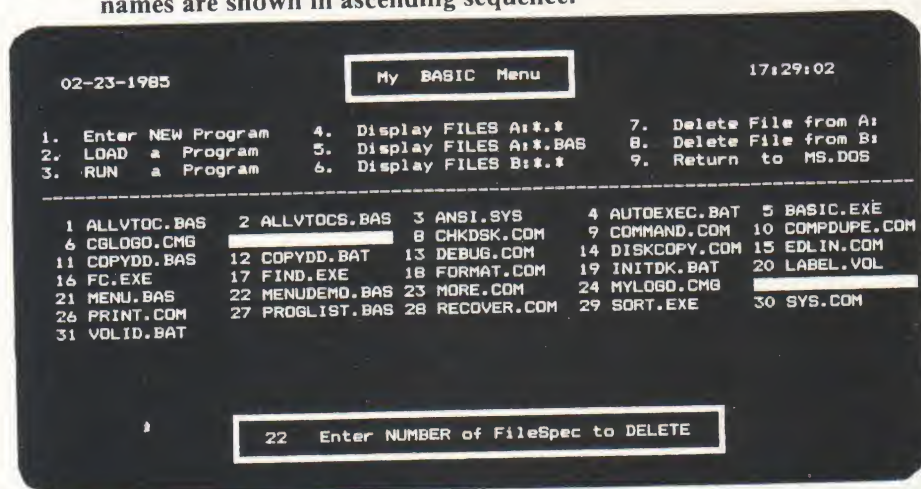 names are shown in ascending sequence.
02-23-1985 My BASIC Menu 17:29:02
1. Enter NEW Program 4. Display FILES A:*.* 7. Delete File from A:
2. LOAD a Program 5. Display FILES A:*.BAS 8. Delete File from B:
3. RUN a Program 6. Display FILES B:*.* 9. Return to MS.DOS
1 ALLVTOC.BAS 2 ALLVTOCS.BAS 3 ANSI.SYS 4 AUTOEXEC.BAT 5 BASIC.EXE
6 CGLOGO.CMG 8 CHKDSK.COM 9 COMMAND.COM 10 COMPDUPE.COM
11 COPYDD.BAS 12 COPYDD.BAT 13 DEBUG.COM 14 DISKCOPY.COM 15 EDLIN.COM
16 FC.EXE 17 FIND.EXE 18 FORMAT.COM 19 INITDK.BAT 20 LABEL.VOL
21 MENU.BAS 22 MENUDEMO.BAS 23 MORE.COM 24 MYLOGO.CMG
26 PRINT.COM 27 PROGLIST.BAS 28 RECOVER.COM 29 SORT.EXE 30 SYS.COM
31 VOLID.BAT
22 Enter NUMBER of FileSpec to DELETE